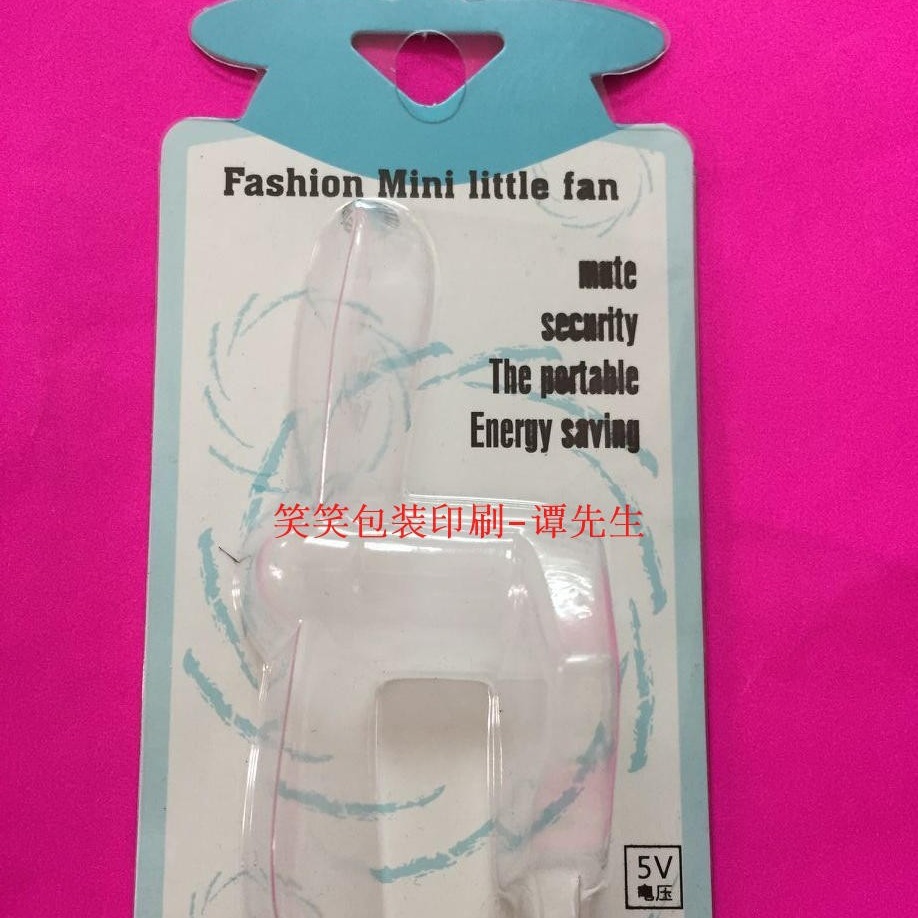 Fashion Mini little fan
mute
security
The portable
Energy saving
笑笑包装印刷-谭先生
5V
电压